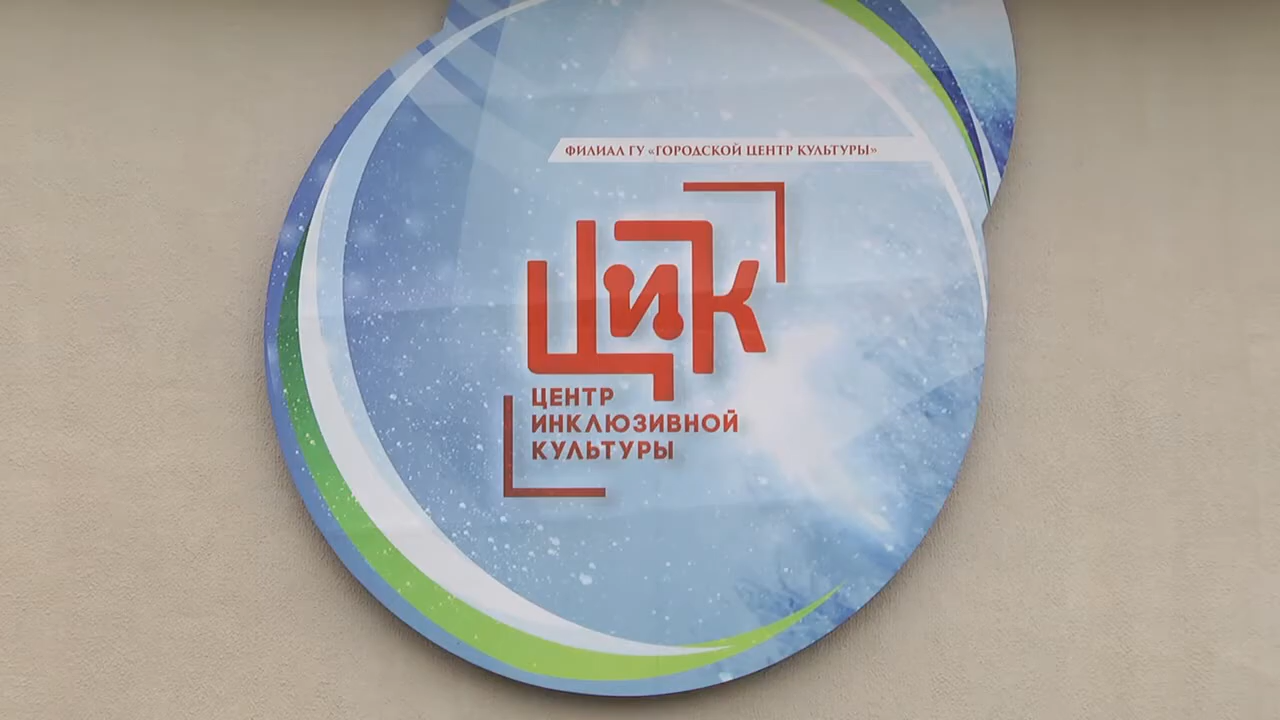 ФИЛИАЛ ГУ «ГОРОДСКОЙ ЦЕНТР КУЛЬТУРЫ»
ЦиК
ЦЕНТР
ИНКЛЮЗИВНОЙ
КУЛЬТУРЫ